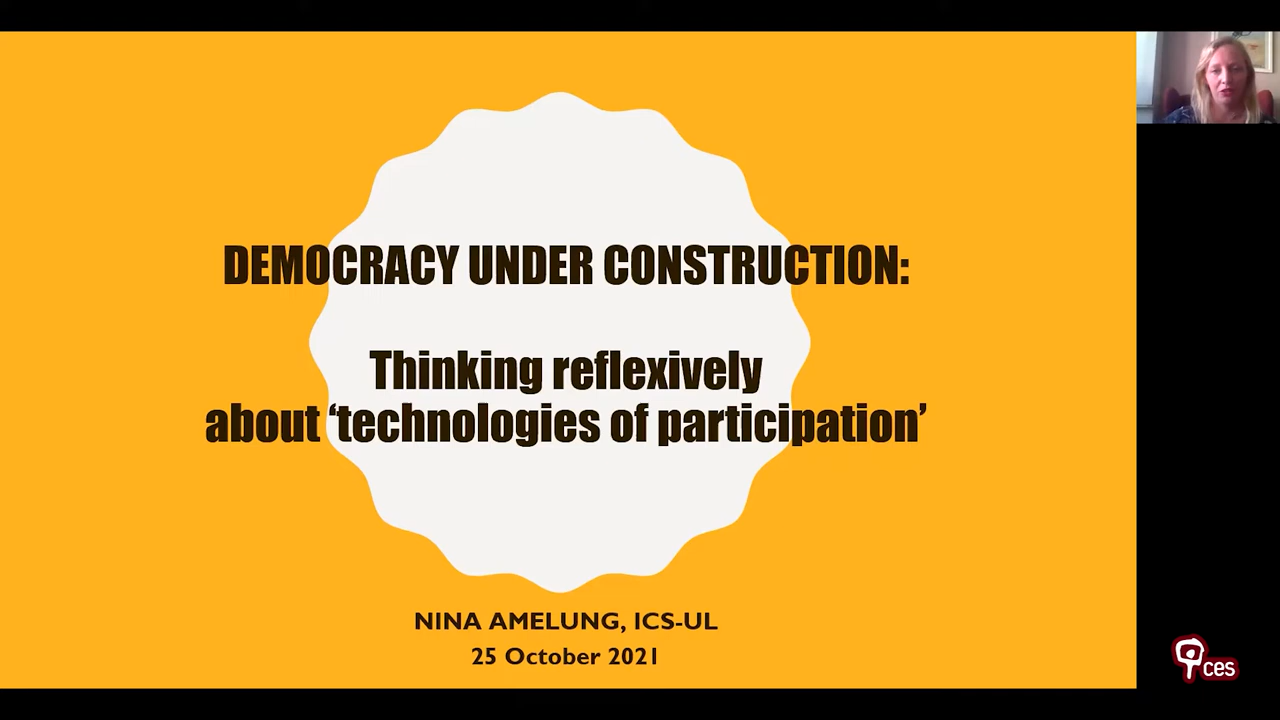 DEMOCRACY UNDER CONSTRUCTION:
Thinking reflexively
about ‘technologies of participation’
NINA AMELUNG, ICS-UL
25 October 2021
ces